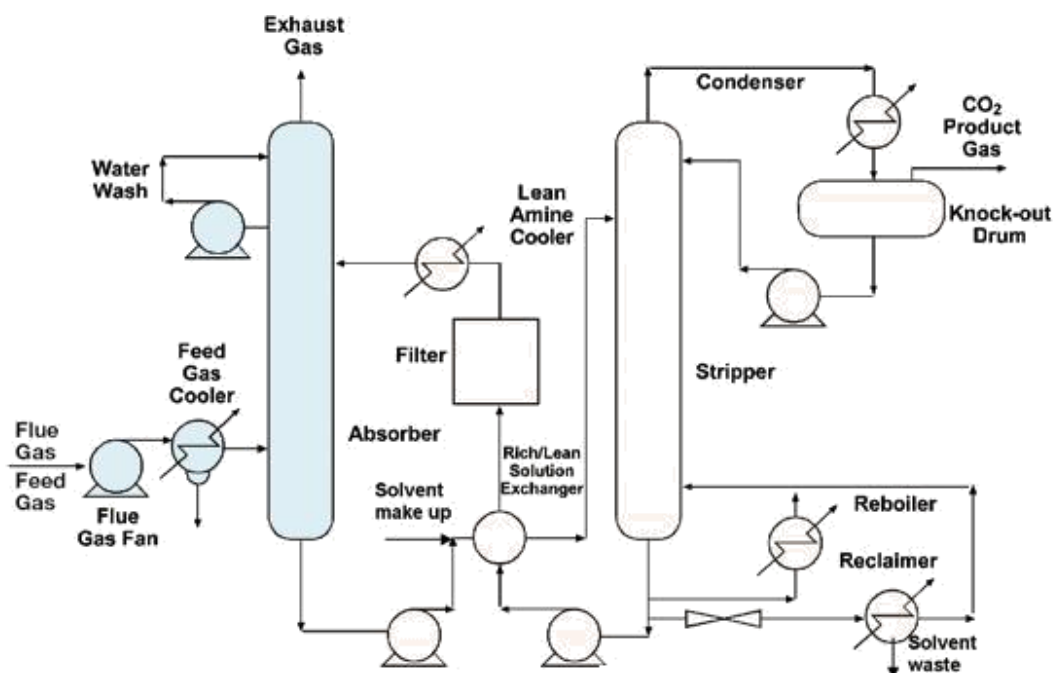 Exhaust
Gas
Condenser
CO₂
Product
Gas
Water
Wash
Lean
Amine
Cooler
Knock-out
Drum
Feed
Gas
Cooler
Filter
Stripper
Flue
Gas
Feed
Gas
Absorber
Rich/Lean
Solution
Exchanger
Solvent
make up
Flue
Gas Fan
Reboiler
Reclaimer
Solvent
waste